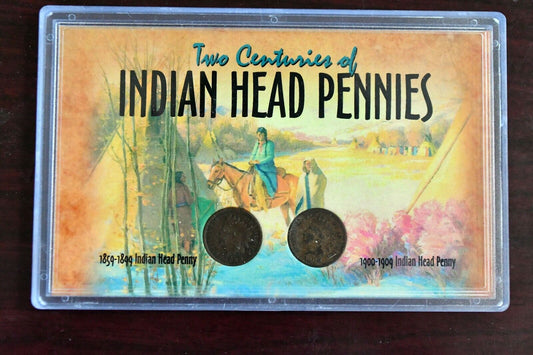 Two Centuries of
INDIAN HEAD PENNIES
1859-1899 Indian Head Penny
1900-1909 Indian Head Penny